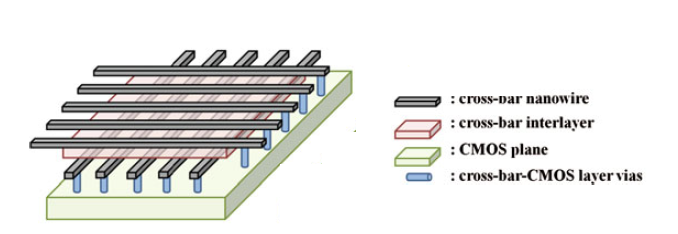 : cross-bar nanowire
: cross-bar interlayer
: CMOS plane
: cross-bar-CMOS layer vias